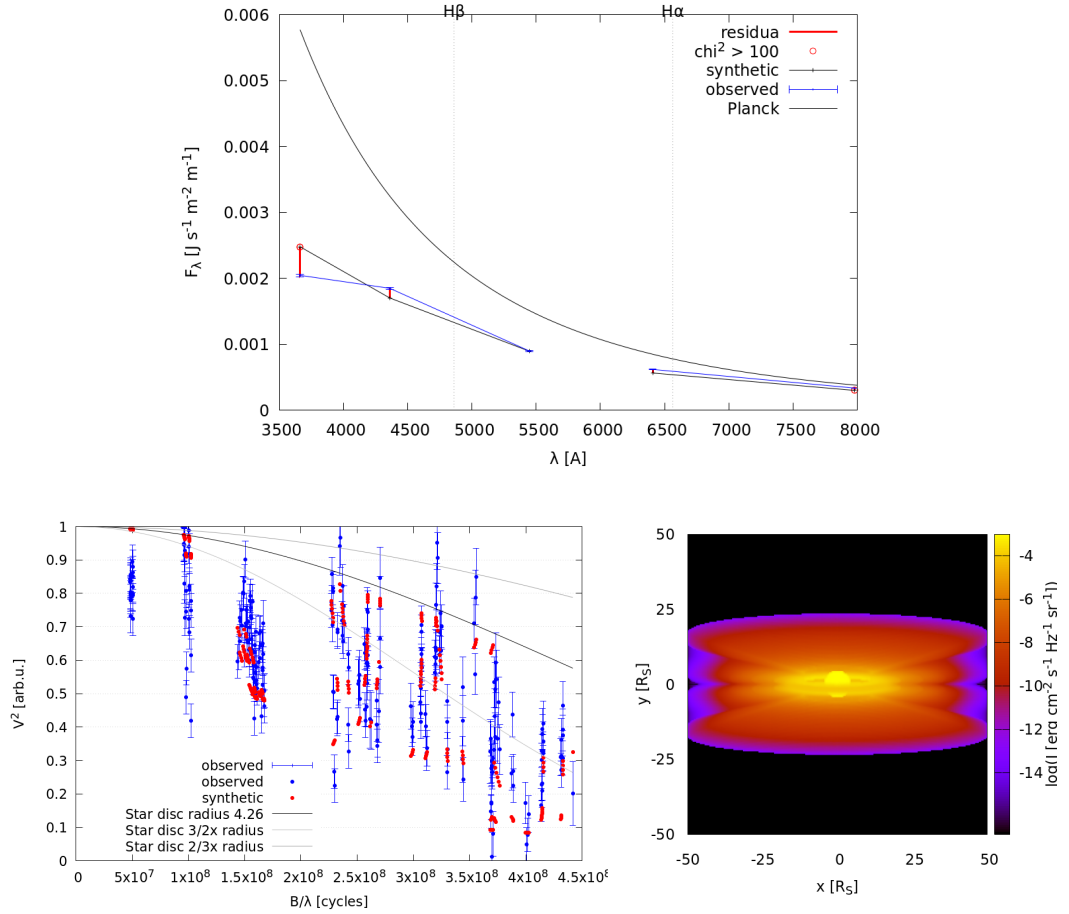 Hβ Hα
0.006
0.005
0.004
0.003
0.002
0.001
0
F_λ [J s⁻¹ m⁻² m⁻¹]
residua
chi² > 100
synthetic
observed
Planck
3500 4000 4500 5000 5500 6000 6500 7000 7500 8000
λ [A]
1
0.9
0.8
0.7
0.6
0.5
0.4
0.3
0.2
0.1
0
V² [arb.u.]
observed
observed
synthetic
Star disc radius 4.26
Star disc 3/2x radius
Star disc 2/3x radius
0 5x10⁷ 1x10⁸ 1.5x10⁸ 2x10⁸ 2.5x10⁸ 3x10⁸ 3.5x10⁸ 4x10⁸ 4.5x10⁸
B/λ [cycles]
50
25
0
-25
-50
y [R_S]
-50 -25 0 25 50
x [R_S]
-4
-6
-8
-10
-12
-14
log(I [erg cm⁻² s⁻¹ Hz⁻¹ sr⁻¹])